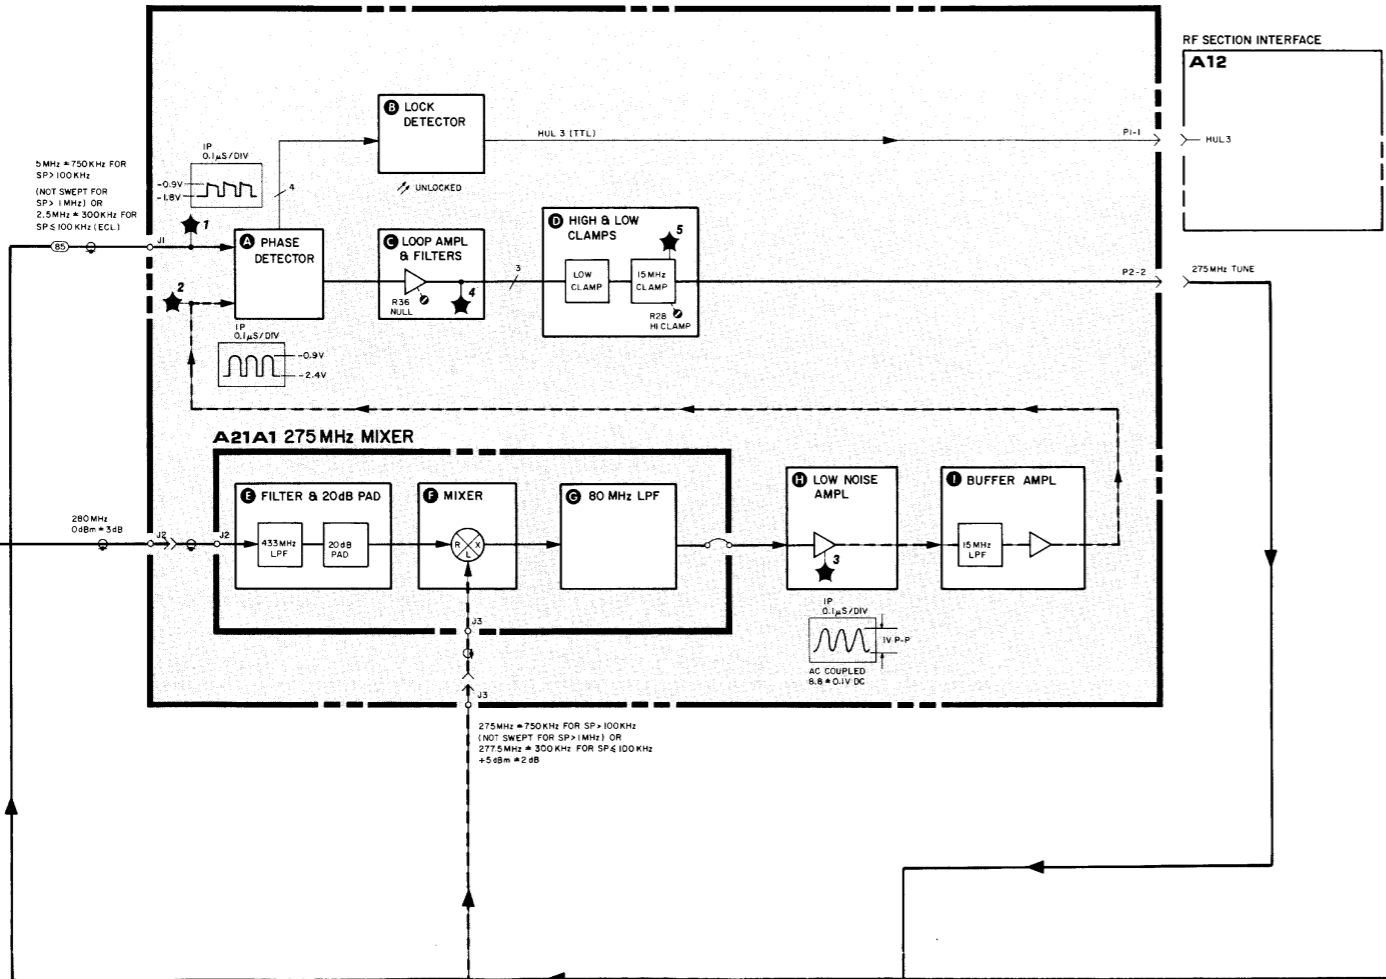 RF SECTION INTERFACE
A12
HUL 3
B LOCK
DETECTOR
HUL 3 (TTL)
P1-1
UNLOCKED
4
5MHz ± 750KHz FOR
SP> 100KHz
(NOT SWEPT FOR
SP> 1MHz) OR
2.5MHz ± 300KHz FOR
SP≤100KHz (ECL)
1P
0.1µS/DIV
-0.9V
-1.8V
1
85
J1
A PHASE
DETECTOR
2
C LOOP AMPL
& FILTERS
R36
NULL
4
3
D HIGH & LOW
CLAMPS
5
LOW
CLAMP
15MHz
CLAMP
R28
HI CLAMP
P2-2
275MHz TUNE
1P
0.1µS/DIV
-0.9V
-2.4V
A21A1 275MHz MIXER
280MHz
0dBm ± 3dB
J2
J2
E FILTER & 20dB PAD
433MHz
LPF
20dB
PAD
F MIXER
R X
L
G 80 MHz LPF
H LOW NOISE
AMPL
3
I BUFFER AMPL
15MHz
LPF
1P
0.1µS/DIV
1V P-P
AC COUPLED
8.8 ± 0.1V DC
J3
J3
275MHz ± 750KHz FOR SP> 100KHz
(NOT SWEPT FOR SP> 1MHz) OR
277.5MHz ± 300KHz FOR SP≤100KHz
+5dBm ± 2dB